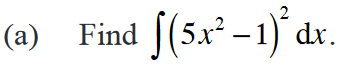 (a) Find ∫(5x² − 1)² dx.